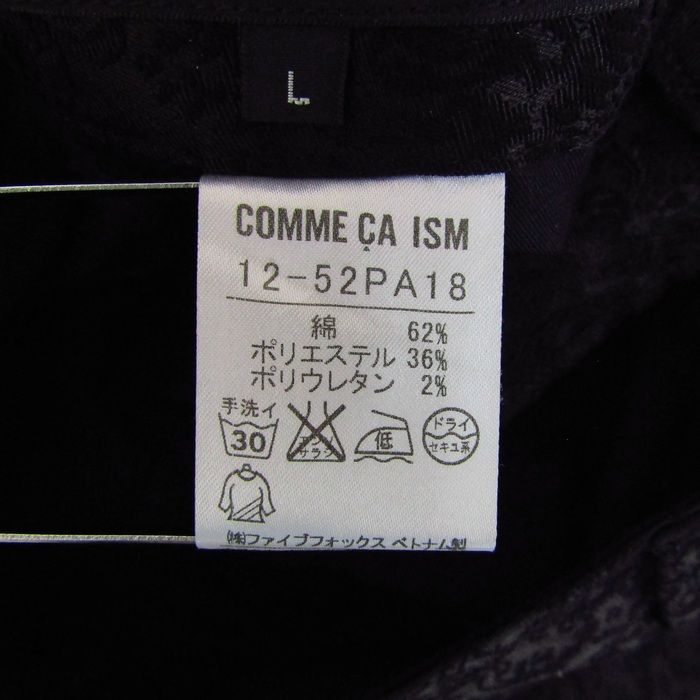 L
COMME ÇA ISM
12-52PA18
綿 62%
ポリエステル 36%
ポリウレタン 2%
手洗イ
30
エンソ
サラシ
低
ドライ
セキユ系
㈱ファイブフォックス ベトナム製